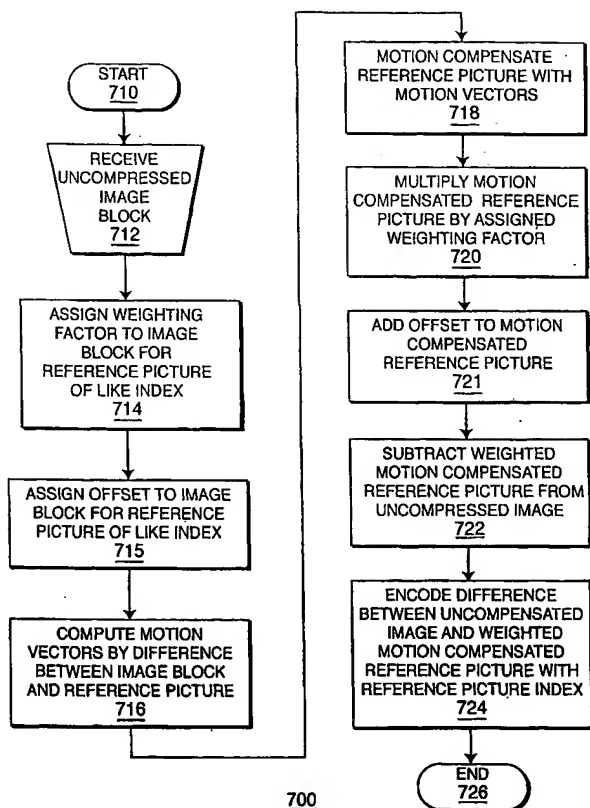 START
710
RECEIVE
UNCOMPRESSED
IMAGE
BLOCK
712
ASSIGN WEIGHTING
FACTOR TO IMAGE
BLOCK FOR
REFERENCE PICTURE
OF LIKE INDEX
714
ASSIGN OFFSET TO IMAGE
BLOCK FOR REFERENCE
PICTURE OF LIKE INDEX
715
COMPUTE MOTION
VECTORS BY DIFFERENCE
BETWEEN IMAGE BLOCK
AND REFERENCE PICTURE
716
MOTION COMPENSATE
REFERENCE PICTURE WITH
MOTION VECTORS
718
MULTIPLY MOTION
COMPENSATED REFERENCE
PICTURE BY ASSIGNED
WEIGHTING FACTOR
720
ADD OFFSET TO MOTION
COMPENSATED
REFERENCE PICTURE
721
SUBTRACT WEIGHTED
MOTION COMPENSATED
REFERENCE PICTURE FROM
UNCOMPRESSED IMAGE
722
ENCODE DIFFERENCE
BETWEEN UNCOMPENSATED
IMAGE AND WEIGHTED
MOTION COMPENSATED
REFERENCE PICTURE WITH
REFERENCE PICTURE INDEX
724
END
726
700